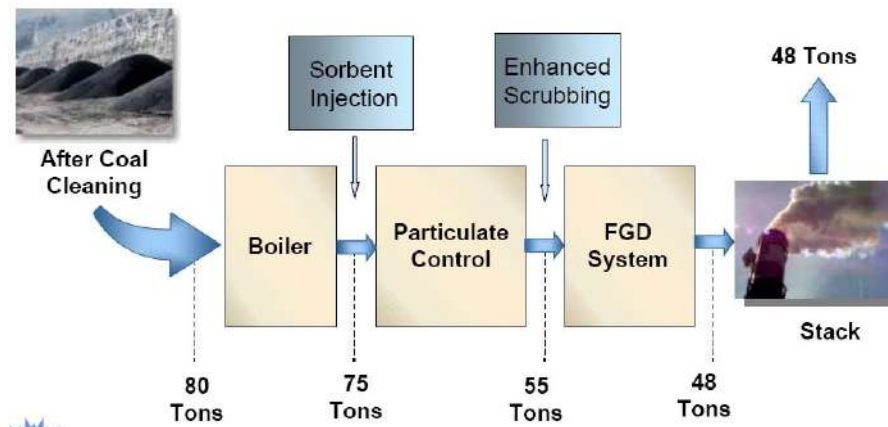 Sorbent
Injection
Enhanced
Scrubbing
48 Tons
After Coal
Cleaning
Boiler
Particulate
Control
FGD
System
Stack
80
Tons
75
Tons
55
Tons
48
Tons